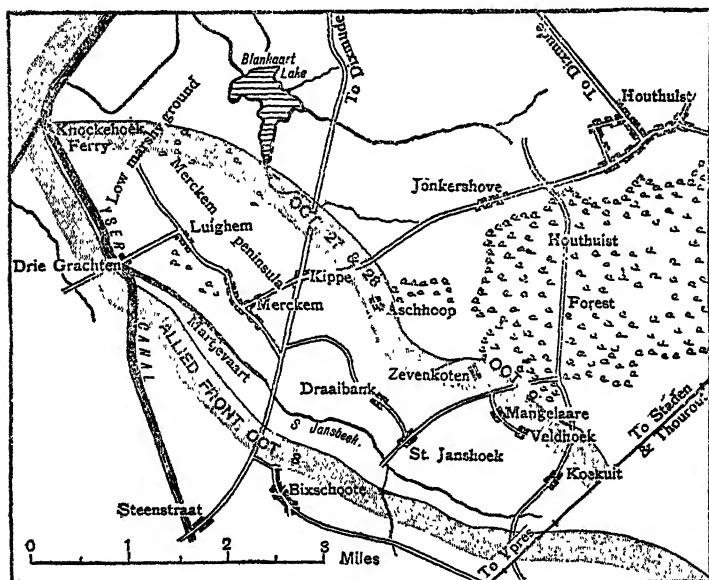 Blankaart
Lake
To Dixmude
To Dixmude
Houthulst
Low marshy ground
Knockehoek
Ferry
Jonkershove
YSER
Merckem
peninsula
OCT 27 & 28
Luighem
Houthulst
Drie Grachten
Kippe
Aschhoop
Forest
Merckem
CANAL
Martjevaart
ALLIED FRONT OCT
Zevenkoten
OCT
Draaibank
Mangelaare
Veldhoek
To Staden
& Thourout
S Jansbeek.
St. Janshoek
Koekuit
Steenstraat
Bixschoote
To Ypres
0 1 2 3
Miles